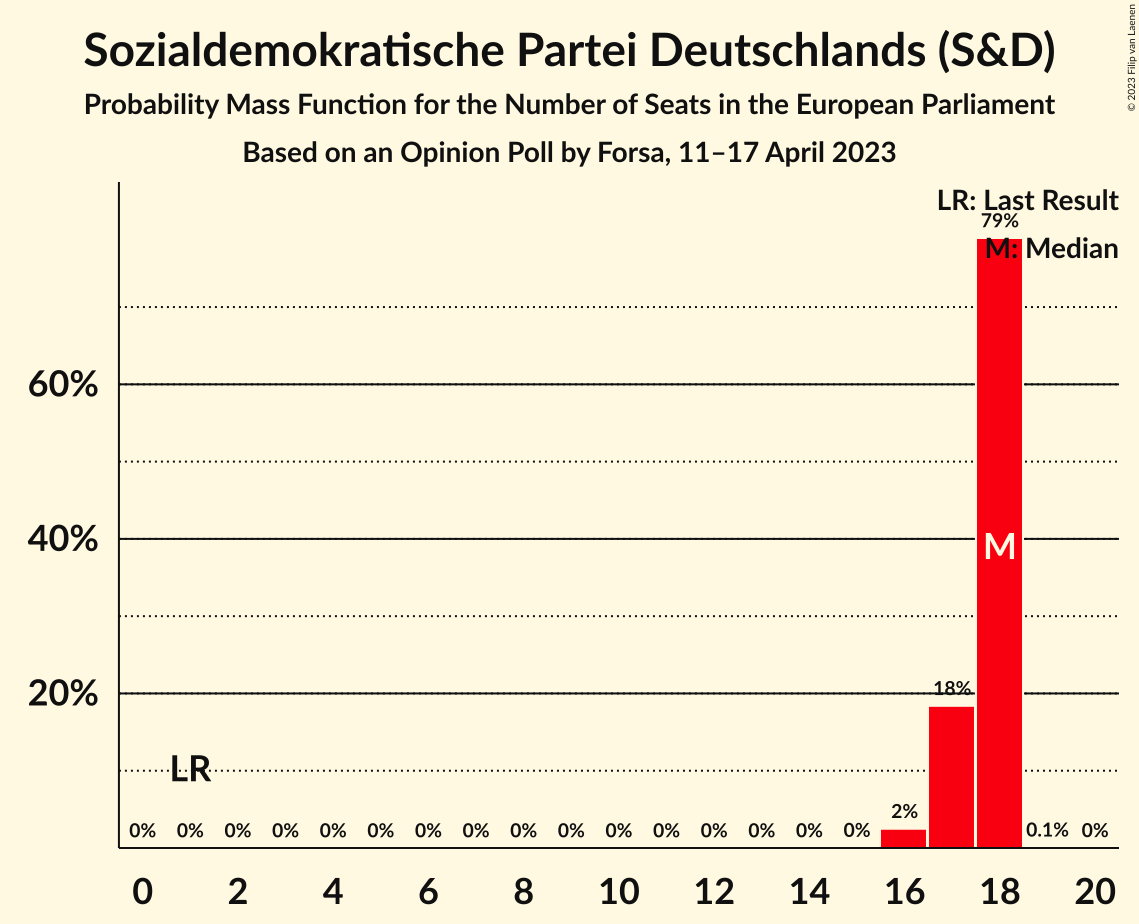 Sozialdemokratische Partei Deutschlands (S&D)
Probability Mass Function for the Number of Seats in the European Parliament
Based on an Opinion Poll by Forsa, 11–17 April 2023
© 2023 Filip van Laenen
LR: Last Result
79%
M: Median
60%
40%
M
20%
18%
LR
2%
0% 0% 0% 0% 0% 0% 0% 0% 0% 0% 0% 0% 0% 0% 0% 0% 0.1% 0%
0 2 4 6 8 10 12 14 16 18 20